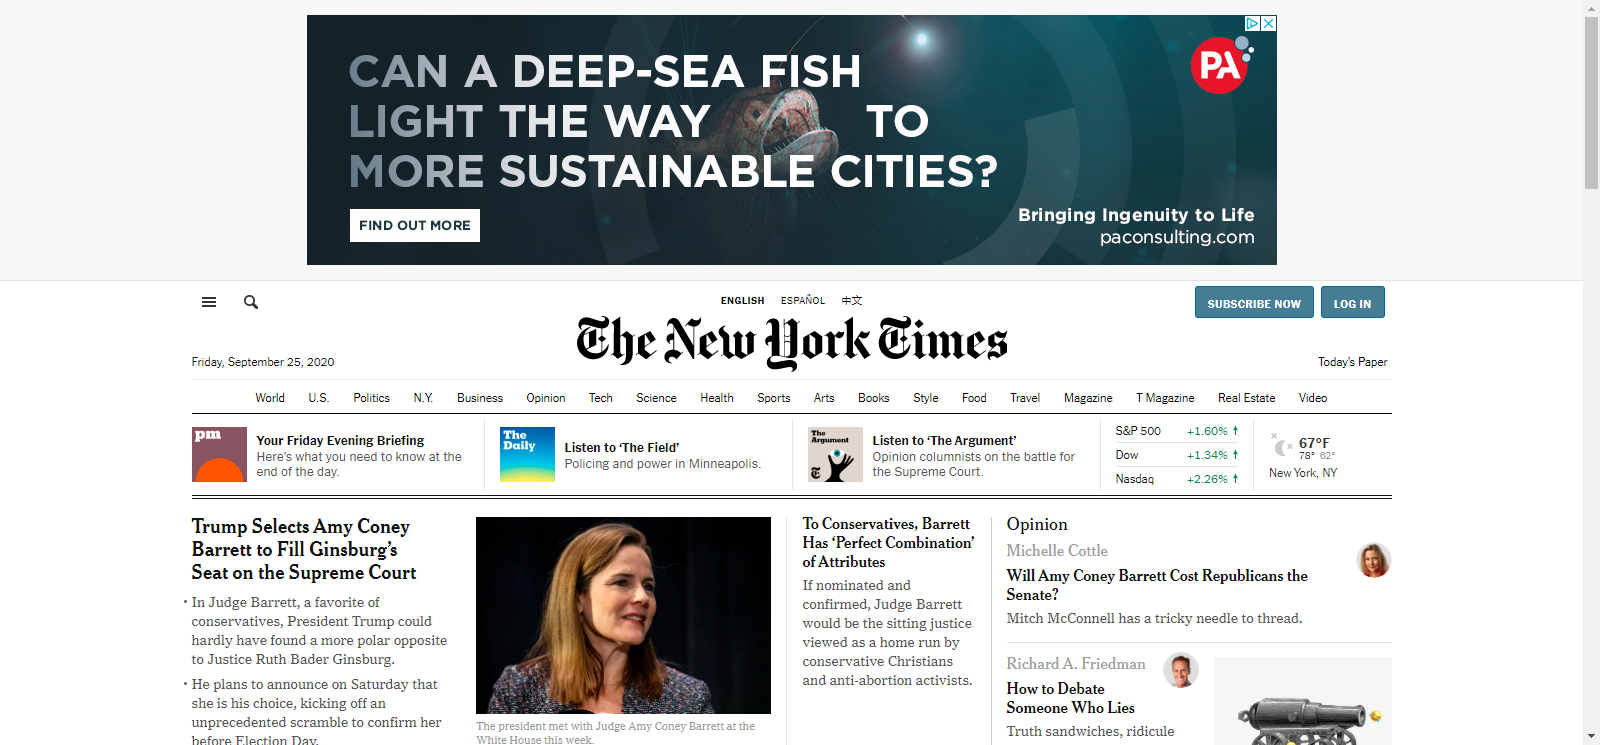 CAN A DEEP-SEA FISH
LIGHT THE WAY TO
MORE SUSTAINABLE CITIES?
PA
FIND OUT MORE
Bringing Ingenuity to Life
paconsulting.com
ENGLISH ESPAÑOL 中文
SUBSCRIBE NOW LOG IN
The New York Times
Friday, September 25, 2020
Today's Paper
World U.S. Politics N.Y. Business Opinion Tech Science Health Sports Arts Books Style Food Travel Magazine T Magazine Real Estate Video
pm
Your Friday Evening Briefing
Here's what you need to know at the
end of the day.
The
Daily
Listen to ‘The Field’
Policing and power in Minneapolis.
The
Argument
Listen to ‘The Argument’
Opinion columnists on the battle for
the Supreme Court.
S&P 500 +1.60% ↑
Dow +1.34% ↑
Nasdaq +2.26% ↑
67°F
78° 62°
New York, NY
Trump Selects Amy Coney
Barrett to Fill Ginsburg’s
Seat on the Supreme Court
• In Judge Barrett, a favorite of
conservatives, President Trump could
hardly have found a more polar opposite
to Justice Ruth Bader Ginsburg.
• He plans to announce on Saturday that
she is his choice, kicking off an
unprecedented scramble to confirm her
before Election Day.
The president met with Judge Amy Coney Barrett at the
White House this week.
To Conservatives, Barrett
Has ‘Perfect Combination’
of Attributes
If nominated and
confirmed, Judge Barrett
would be the sitting justice
viewed as a home run by
conservative Christians
and anti-abortion activists.
Opinion
Michelle Cottle
Will Amy Coney Barrett Cost Republicans the
Senate?
Mitch McConnell has a tricky needle to thread.
Richard A. Friedman
How to Debate
Someone Who Lies
Truth sandwiches, ridicule